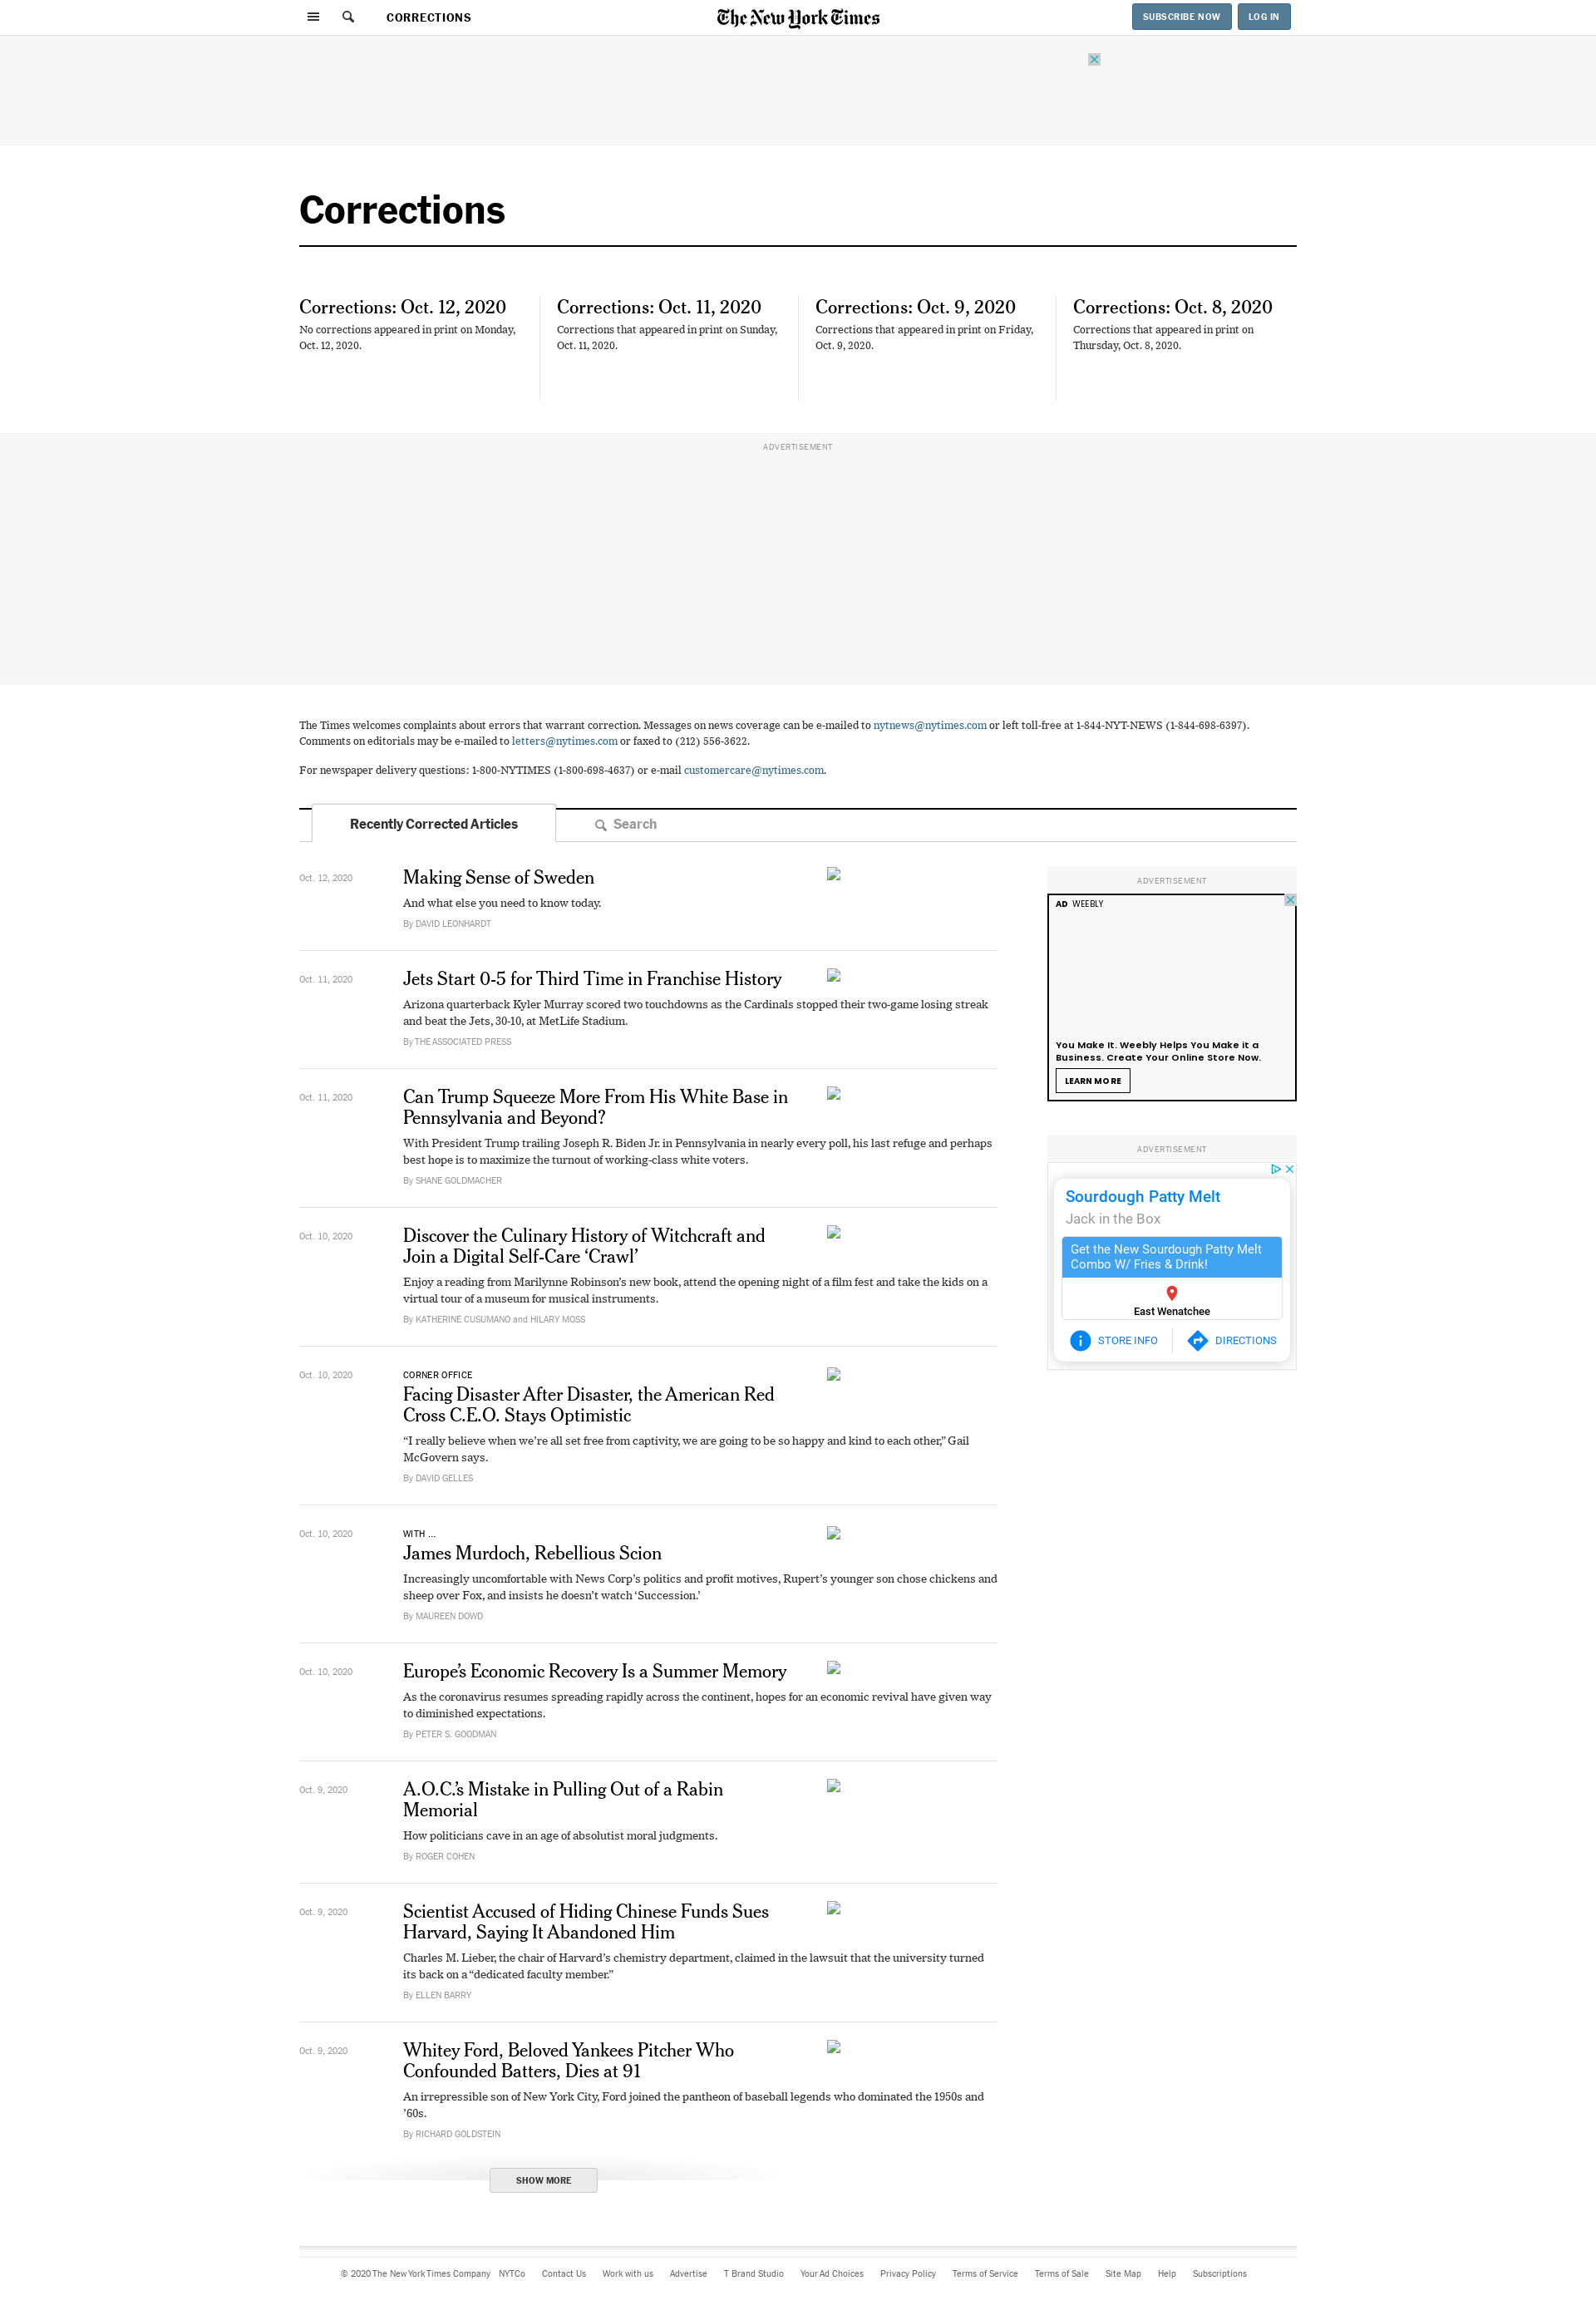 CORRECTIONS
The New York Times
SUBSCRIBE NOW
LOG IN
Corrections
Corrections: Oct. 12, 2020
No corrections appeared in print on Monday,
Oct. 12, 2020.
Corrections: Oct. 11, 2020
Corrections that appeared in print on Sunday,
Oct. 11, 2020.
Corrections: Oct. 9, 2020
Corrections that appeared in print on Friday,
Oct. 9, 2020.
Corrections: Oct. 8, 2020
Corrections that appeared in print on
Thursday, Oct. 8, 2020.
ADVERTISEMENT
The Times welcomes complaints about errors that warrant correction. Messages on news coverage can be e-mailed to nytnews@nytimes.com or left toll-free at 1-844-NYT-NEWS (1-844-698-6397).
Comments on editorials may be e-mailed to letters@nytimes.com or faxed to (212) 556-3622.
For newspaper delivery questions: 1-800-NYTIMES (1-800-698-4637) or e-mail customercare@nytimes.com.
Recently Corrected Articles
Search
Oct. 12, 2020
Making Sense of Sweden
And what else you need to know today.
By DAVID LEONHARDT
Oct. 11, 2020
Jets Start 0-5 for Third Time in Franchise History
Arizona quarterback Kyler Murray scored two touchdowns as the Cardinals stopped their two-game losing streak
and beat the Jets, 30-10, at MetLife Stadium.
By THE ASSOCIATED PRESS
Oct. 11, 2020
Can Trump Squeeze More From His White Base in
Pennsylvania and Beyond?
With President Trump trailing Joseph R. Biden Jr. in Pennsylvania in nearly every poll, his last refuge and perhaps
best hope is to maximize the turnout of working-class white voters.
By SHANE GOLDMACHER
Oct. 10, 2020
Discover the Culinary History of Witchcraft and
Join a Digital Self-Care ‘Crawl’
Enjoy a reading from Marilynne Robinson’s new book, attend the opening night of a film fest and take the kids on a
virtual tour of a museum for musical instruments.
By KATHERINE CUSUMANO and HILARY MOSS
Oct. 10, 2020
CORNER OFFICE
Facing Disaster After Disaster, the American Red
Cross C.E.O. Stays Optimistic
“I really believe when we’re all set free from captivity, we are going to be so happy and kind to each other,” Gail
McGovern says.
By DAVID GELLES
Oct. 10, 2020
WITH ...
James Murdoch, Rebellious Scion
Increasingly uncomfortable with News Corp’s politics and profit motives, Rupert’s younger son chose chickens and
sheep over Fox, and insists he doesn’t watch ‘Succession.’
By MAUREEN DOWD
Oct. 10, 2020
Europe’s Economic Recovery Is a Summer Memory
As the coronavirus resumes spreading rapidly across the continent, hopes for an economic revival have given way
to diminished expectations.
By PETER S. GOODMAN
Oct. 9, 2020
A.O.C.’s Mistake in Pulling Out of a Rabin
Memorial
How politicians cave in an age of absolutist moral judgments.
By ROGER COHEN
Oct. 9, 2020
Scientist Accused of Hiding Chinese Funds Sues
Harvard, Saying It Abandoned Him
Charles M. Lieber, the chair of Harvard’s chemistry department, claimed in the lawsuit that the university turned
its back on a “dedicated faculty member.”
By ELLEN BARRY
Oct. 9, 2020
Whitey Ford, Beloved Yankees Pitcher Who
Confounded Batters, Dies at 91
An irrepressible son of New York City, Ford joined the pantheon of baseball legends who dominated the 1950s and
’60s.
By RICHARD GOLDSTEIN
SHOW MORE
ADVERTISEMENT
AD WEEBLY
You Make It. Weebly Helps You Make it a
Business. Create Your Online Store Now.
LEARN MORE
ADVERTISEMENT
Sourdough Patty Melt
Jack in the Box
Get the New Sourdough Patty Melt
Combo W/ Fries & Drink!
East Wenatchee
STORE INFO
DIRECTIONS
© 2020 The New York Times Company NYTCo Contact Us Work with us Advertise T Brand Studio Your Ad Choices Privacy Policy Terms of Service Terms of Sale Site Map Help Subscriptions